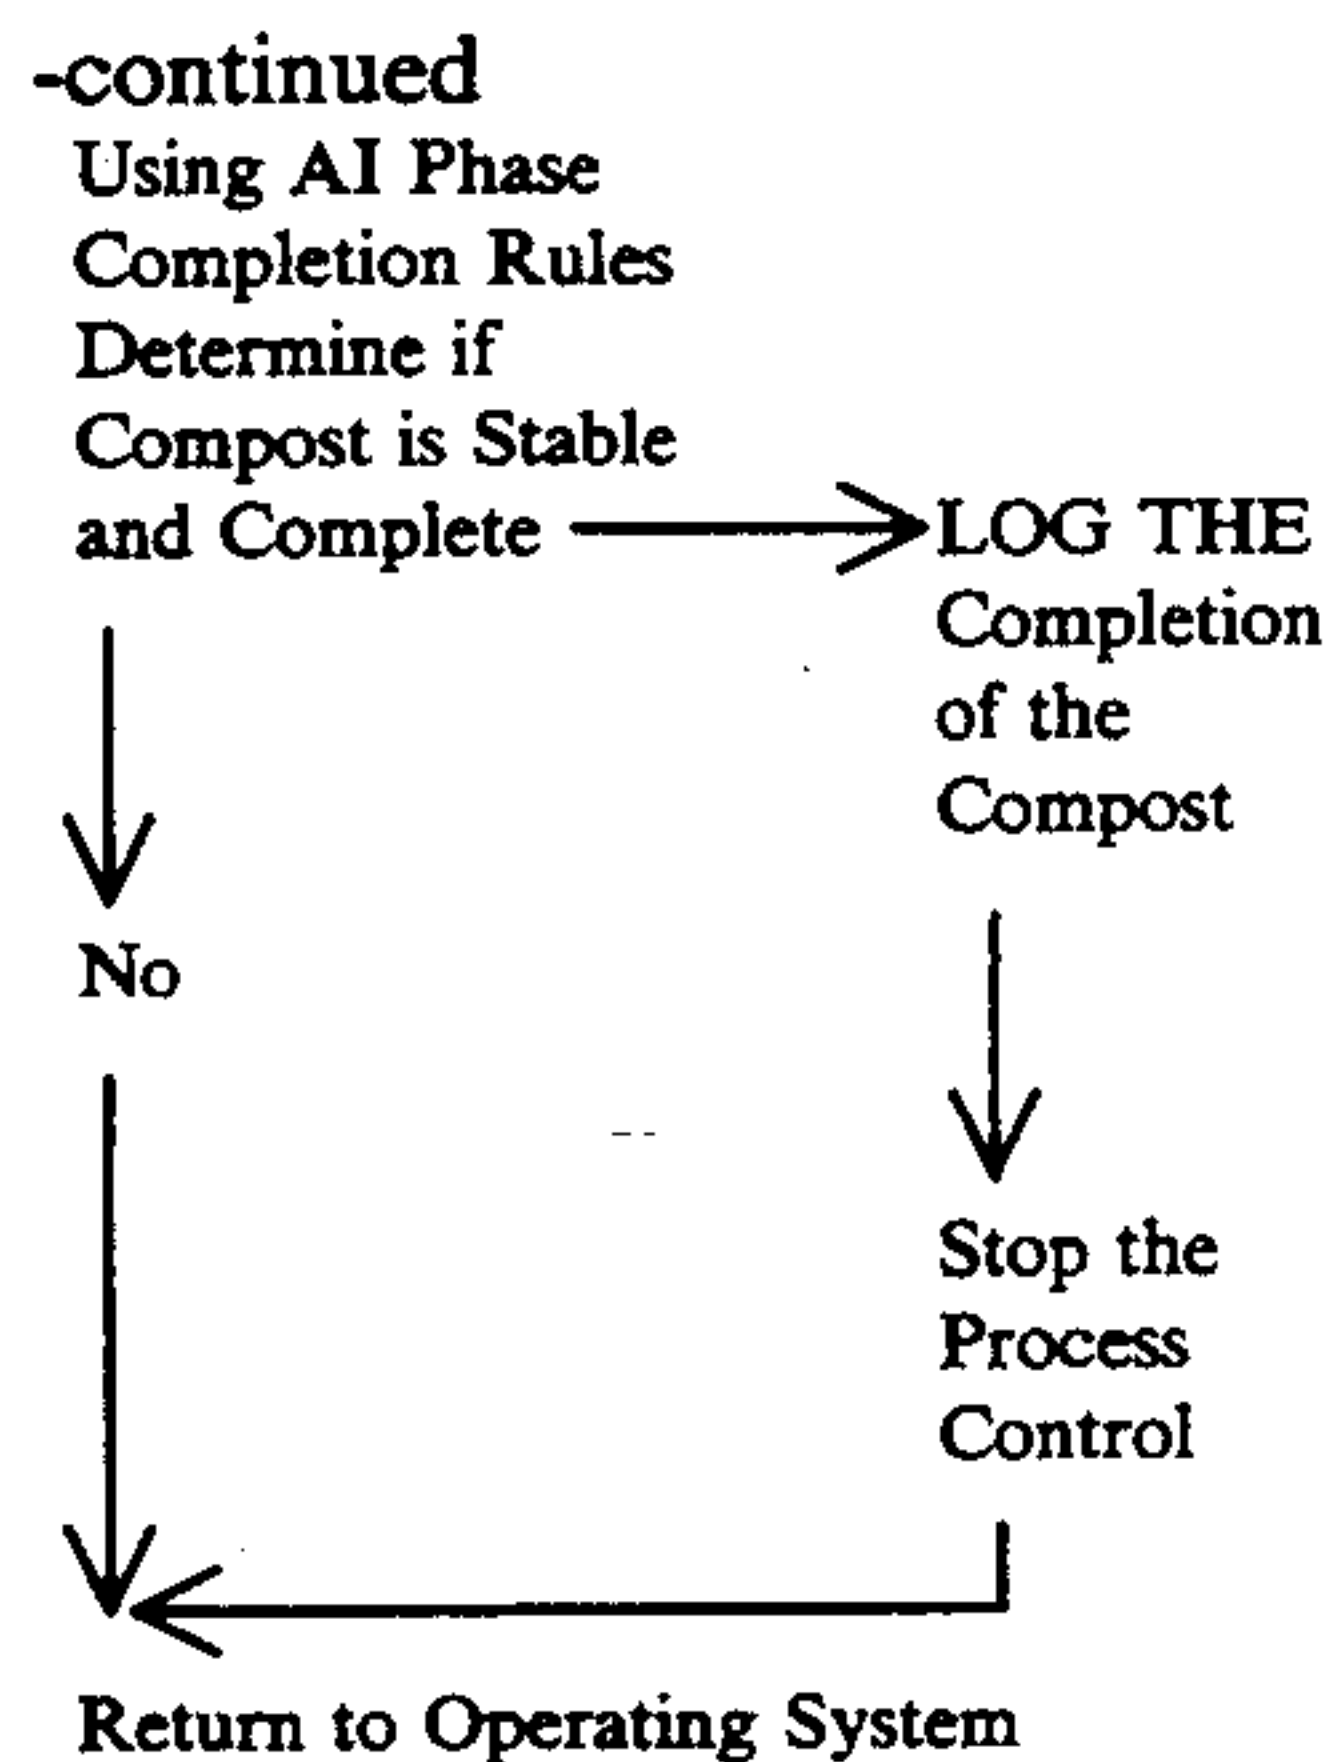 -continued
Using AI Phase
Completion Rules
Determine if
Compost is Stable
and Complete
LOG THE
Completion
of the
Compost
No
Stop the
Process
Control
Return to Operating System